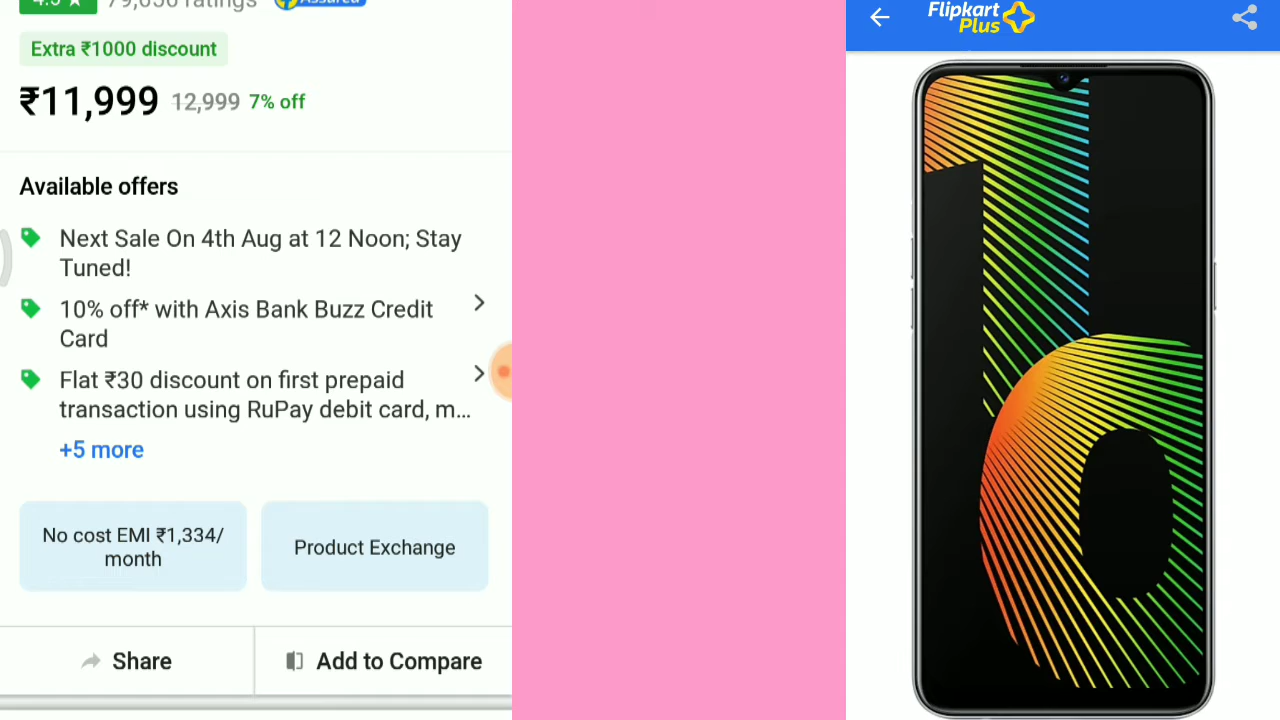 Extra ₹1000 discount
₹11,999 12,999 7% off
Available offers
Next Sale On 4th Aug at 12 Noon; Stay
Tuned!
10% off* with Axis Bank Buzz Credit
Card
Flat ₹30 discount on first prepaid
transaction using RuPay debit card, m...
+5 more
No cost EMI ₹1,334/
month
Product Exchange
Share
Add to Compare
Flipkart
Plus